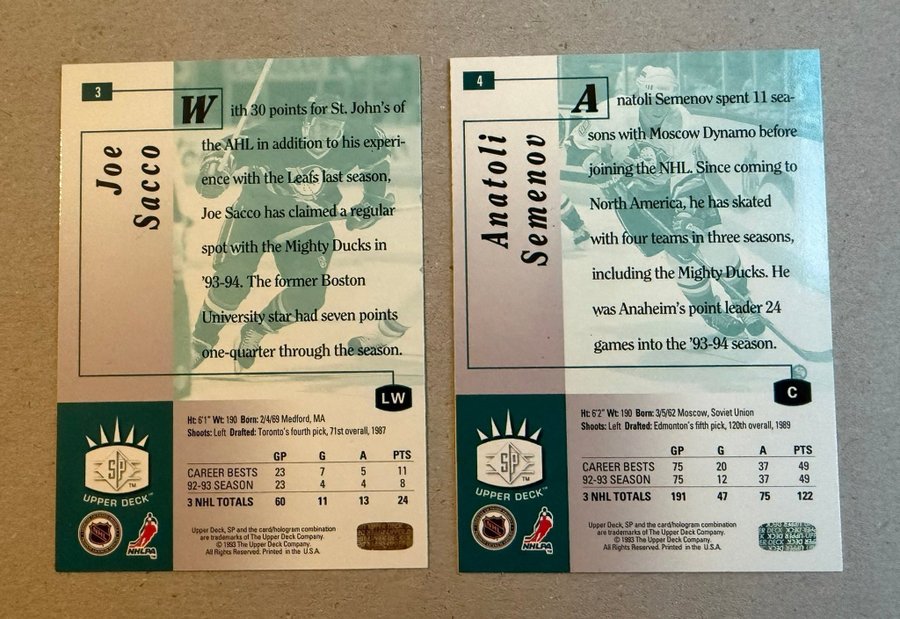 3
Joe
Sacco
With 30 points for St. John's of
the AHL in addition to his experi-
ence with the Leafs last season,
Joe Sacco has claimed a regular
spot with the Mighty Ducks in
'93-94. The former Boston
University star had seven points
one-quarter through the season.
LW
Ht: 6'1" Wt: 190 Born: 2/4/69 Medford, MA
Shoots: Left Drafted: Toronto's fourth pick, 71st overall, 1987
GP G A PTS
CAREER BESTS 23 7 5 11
92-93 SEASON 23 4 4 8
3 NHL TOTALS 60 11 13 24
SP™
UPPER DECK™
NHLPA
Upper Deck, SP and the card/hologram combination
are trademarks of The Upper Deck Company.
© 1993 The Upper Deck Company.
All Rights Reserved. Printed in the U.S.A.
4
Anatoli
Semenov
Anatoli Semenov spent 11 sea-
sons with Moscow Dynamo before
joining the NHL. Since coming to
North America, he has skated
with four teams in three seasons,
including the Mighty Ducks. He
was Anaheim's point leader 24
games into the '93-94 season.
C
Ht: 6'2" Wt: 190 Born: 3/5/62 Moscow, Soviet Union
Shoots: Left Drafted: Edmonton's fifth pick, 120th overall, 1989
GP G A PTS
CAREER BESTS 75 20 37 49
92-93 SEASON 75 12 37 49
3 NHL TOTALS 191 47 75 122
SP™
UPPER DECK™
NHLPA
Upper Deck, SP and the card/hologram combination
are trademarks of The Upper Deck Company.
© 1993 The Upper Deck Company.
All Rights Reserved. Printed in the U.S.A.